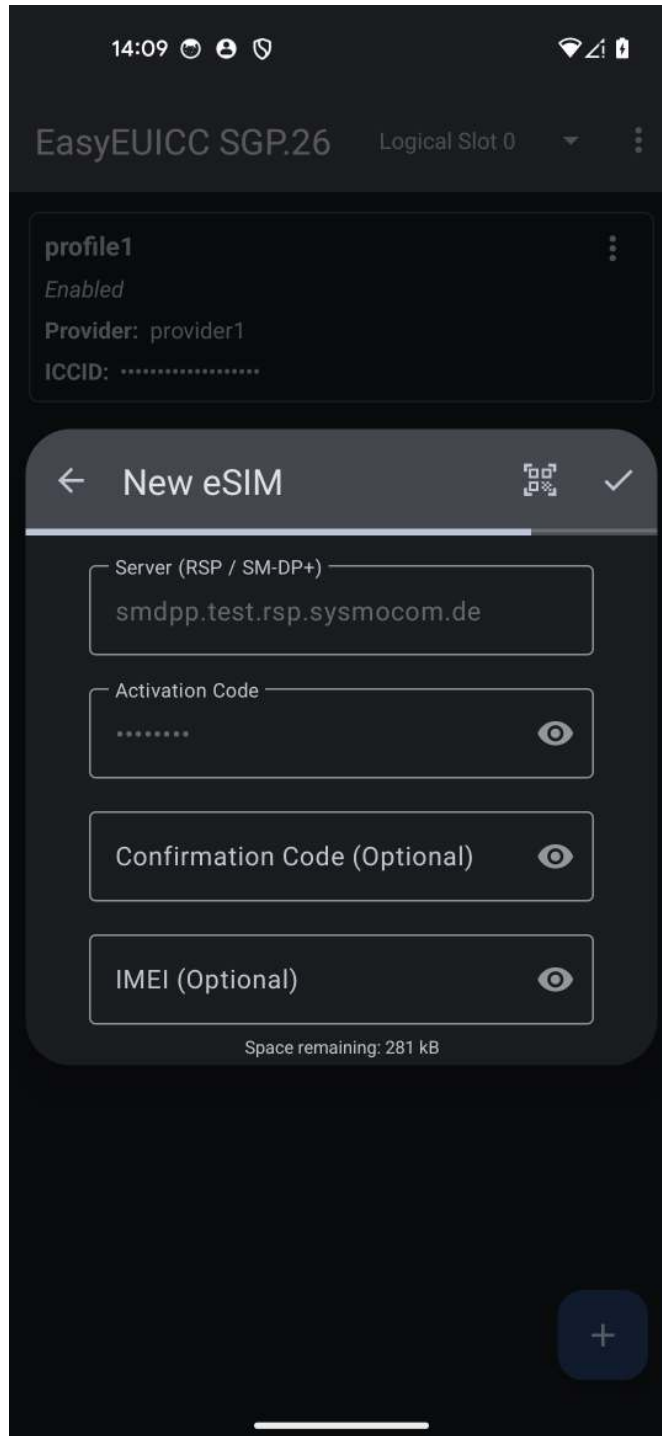 14:09
EasyEUICC SGP.26 Logical Slot 0
profile1
Enabled
Provider: provider1
ICCID: •••••••••••••••••••
New eSIM
Server (RSP / SM-DP+)
smdpp.test.rsp.sysmocom.de
Activation Code
••••••••
Confirmation Code (Optional)
IMEI (Optional)
Space remaining: 281 kB